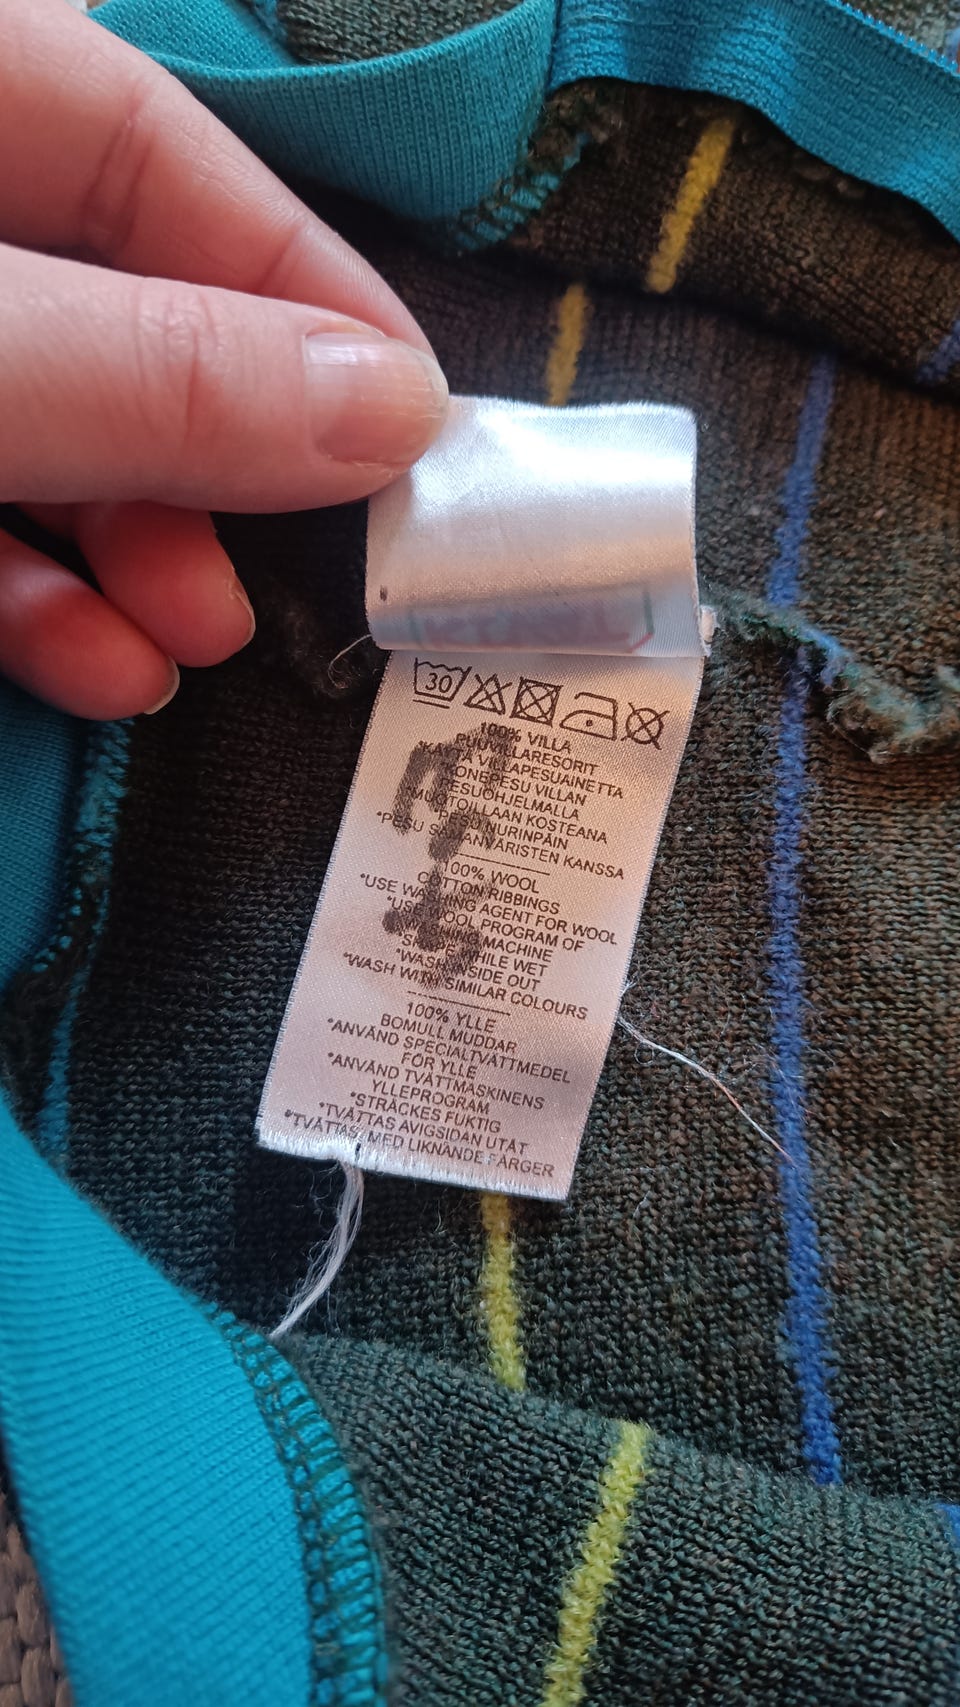 30
100% VILLA
PUUVILLARESORIT
VILLAPESUAINETTA
KONEPESU VILLAN
PESUOHJELMALLA
MUOTOILLAAN KOSTEANA
*PESU NURINPÄIN
*PESU SAMANVÄRISTEN KANSSA
100% WOOL
COTTON RIBBINGS
*USE WASHING AGENT FOR WOOL
*USE WOOL PROGRAM OF
MACHINE
WHILE WET
*WASH INSIDE OUT
*WASH WITH SIMILAR COLOURS
100% YLLE
BOMULL MUDDAR
*ANVÄND SPECIALTVÄTTMEDEL
FÖR YLLE
*ANVÄND TVÄTTMASKINENS
YLLEPROGRAM
*STRÄCKES FUKTIG
*TVÄTTAS AVIGSIDAN UTÅT
*TVÄTTAS MED LIKNANDE FÄRGER